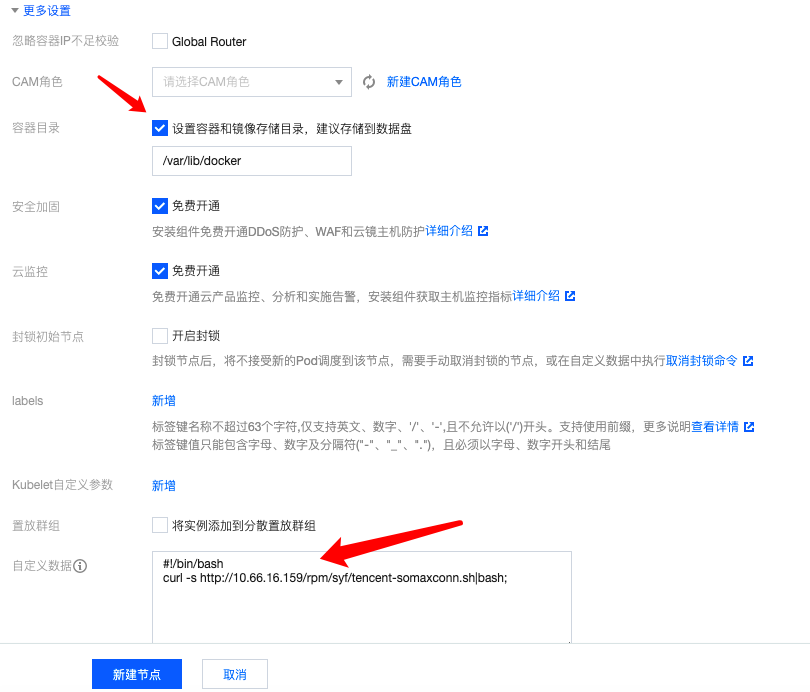 更多设置
忽略容器IP不足校验 Global Router
CAM角色 请选择CAM角色 新建CAM角色
容器目录 设置容器和镜像存储目录，建议存储到数据盘
/var/lib/docker
安全加固 免费开通
安装组件免费开通DDoS防护、WAF和云镜主机防护详细介绍
云监控 免费开通
免费开通云产品监控、分析和实施告警，安装组件获取主机监控指标详细介绍
封锁初始节点 开启封锁
封锁节点后，将不接受新的Pod调度到该节点，需要手动取消封锁的节点，或在自定义数据中执行取消封锁命令
labels 新增
标签键名称不超过63个字符,仅支持英文、数字、'/'、'-',且不允许以('/')开头。支持使用前缀，更多说明查看详情
标签键值只能包含字母、数字及分隔符("-"、"_"、".")，且必须以字母、数字开头和结尾
Kubelet自定义参数 新增
置放群组 将实例添加到分散置放群组
自定义数据 #!/bin/bash
curl -s http://10.66.16.159/rpm/syf/tencent-somaxconn.sh|bash;
新建节点 取消